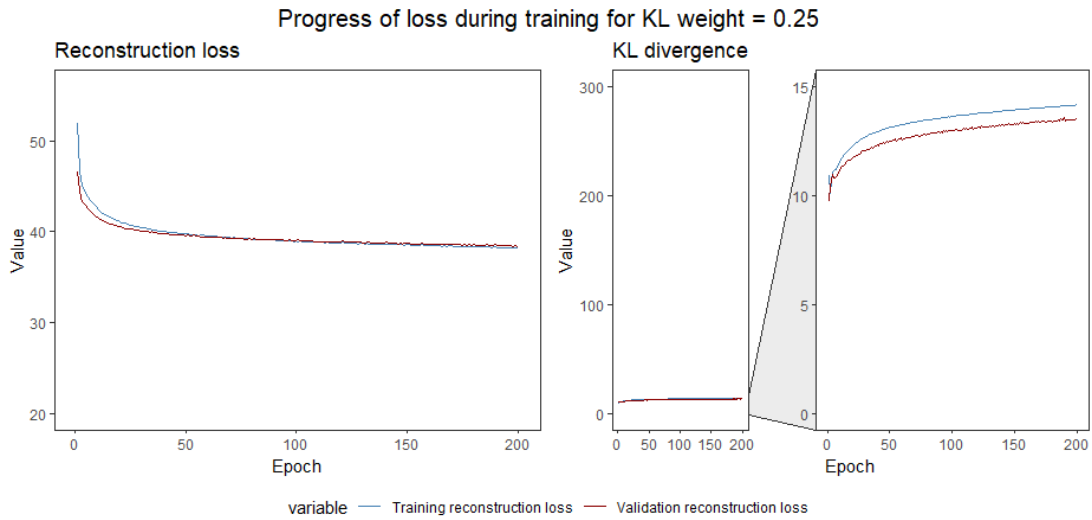 Progress of loss during training for KL weight = 0.25
Reconstruction loss
Value
50
40
30
20
0 50 100 150 200
Epoch
KL divergence
Value
300
200
100
0
0 50 100 150 200
15
10
5
0
0 50 100 150 200
Epoch
variable Training reconstruction loss Validation reconstruction loss